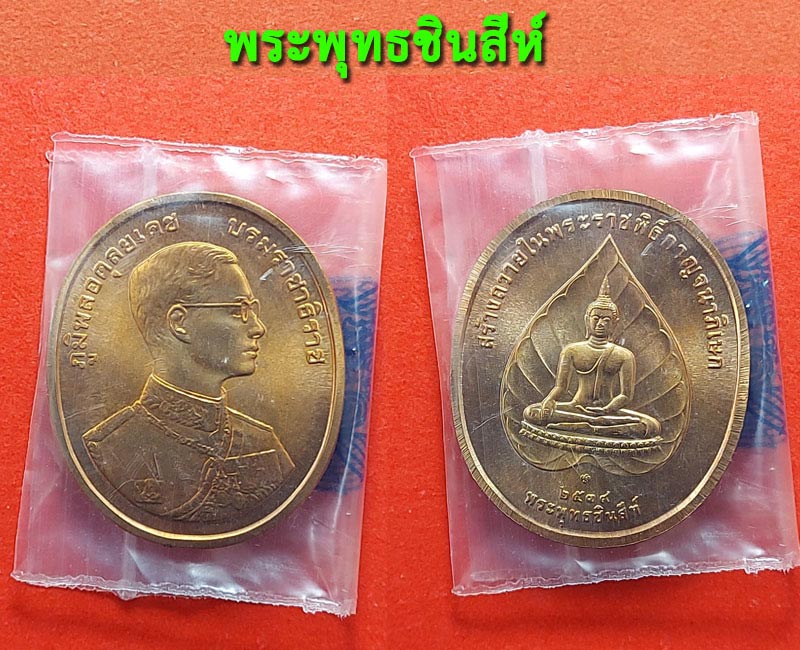 พระพุทธชินสีห์
ภูมิพลอดุลยเดช บรมราชาธิราช
สร้างถวายในพระราชพิธีกาญจนาภิเษก
๒๕๓๙
พระพุทธชินสีห์